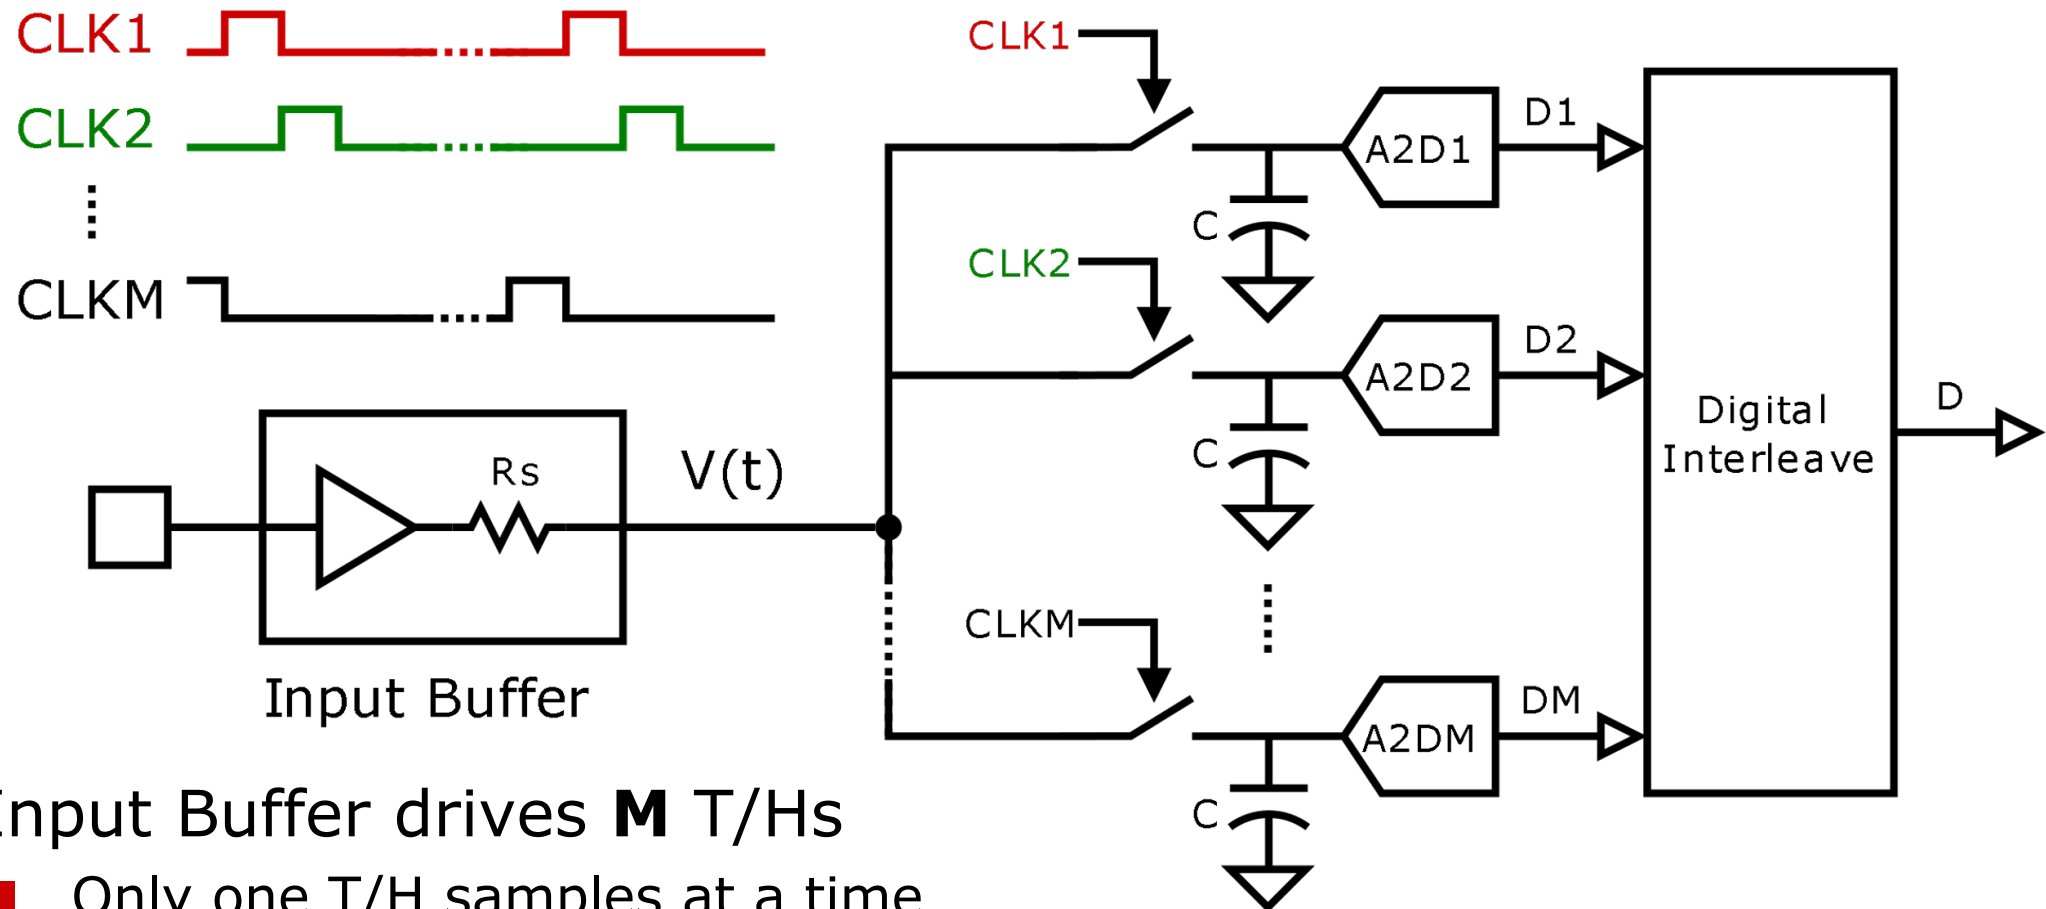 CLK1
CLK2
CLKM
Rs
V(t)
Input Buffer
CLK1
A2D1
D1
C
CLK2
A2D2
D2
C
CLKM
A2DM
DM
C
Digital
Interleave
D
Input Buffer drives M T/Hs
Only one T/H samples at a time